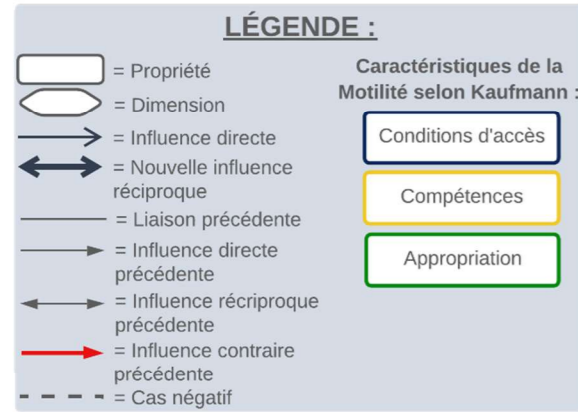 LÉGENDE :
= Propriété
= Dimension
= Influence directe
= Nouvelle influence
réciproque
= Liaison précédente
= Influence directe
précédente
= Influence récriproque
précédente
= Influence contraire
précédente
= Cas négatif
Caractéristiques de la
Motilité selon Kaufmann :
Conditions d'accès
Compétences
Appropriation